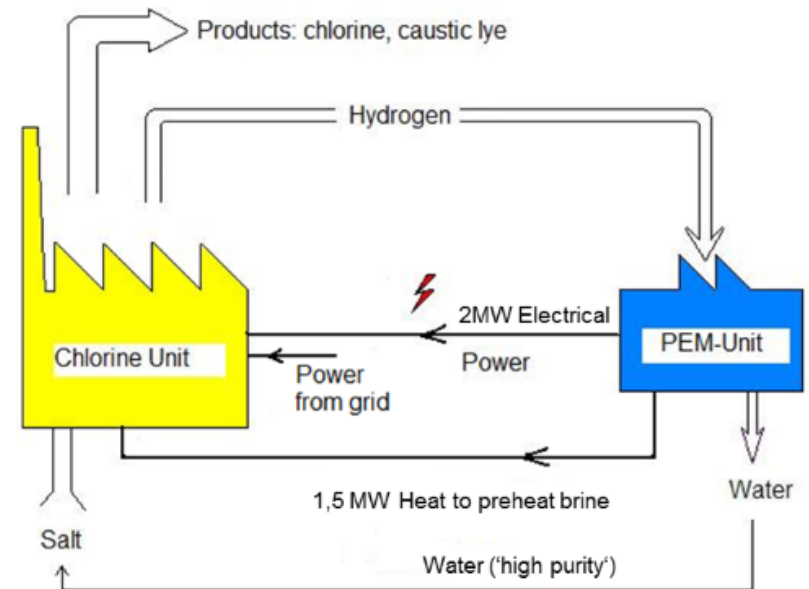 Products: chlorine, caustic lye
Hydrogen
2MW Electrical
Power
PEM-Unit
Chlorine Unit
Power
from grid
1,5 MW Heat to preheat brine
Water
Salt
Water (‘high purity‘)